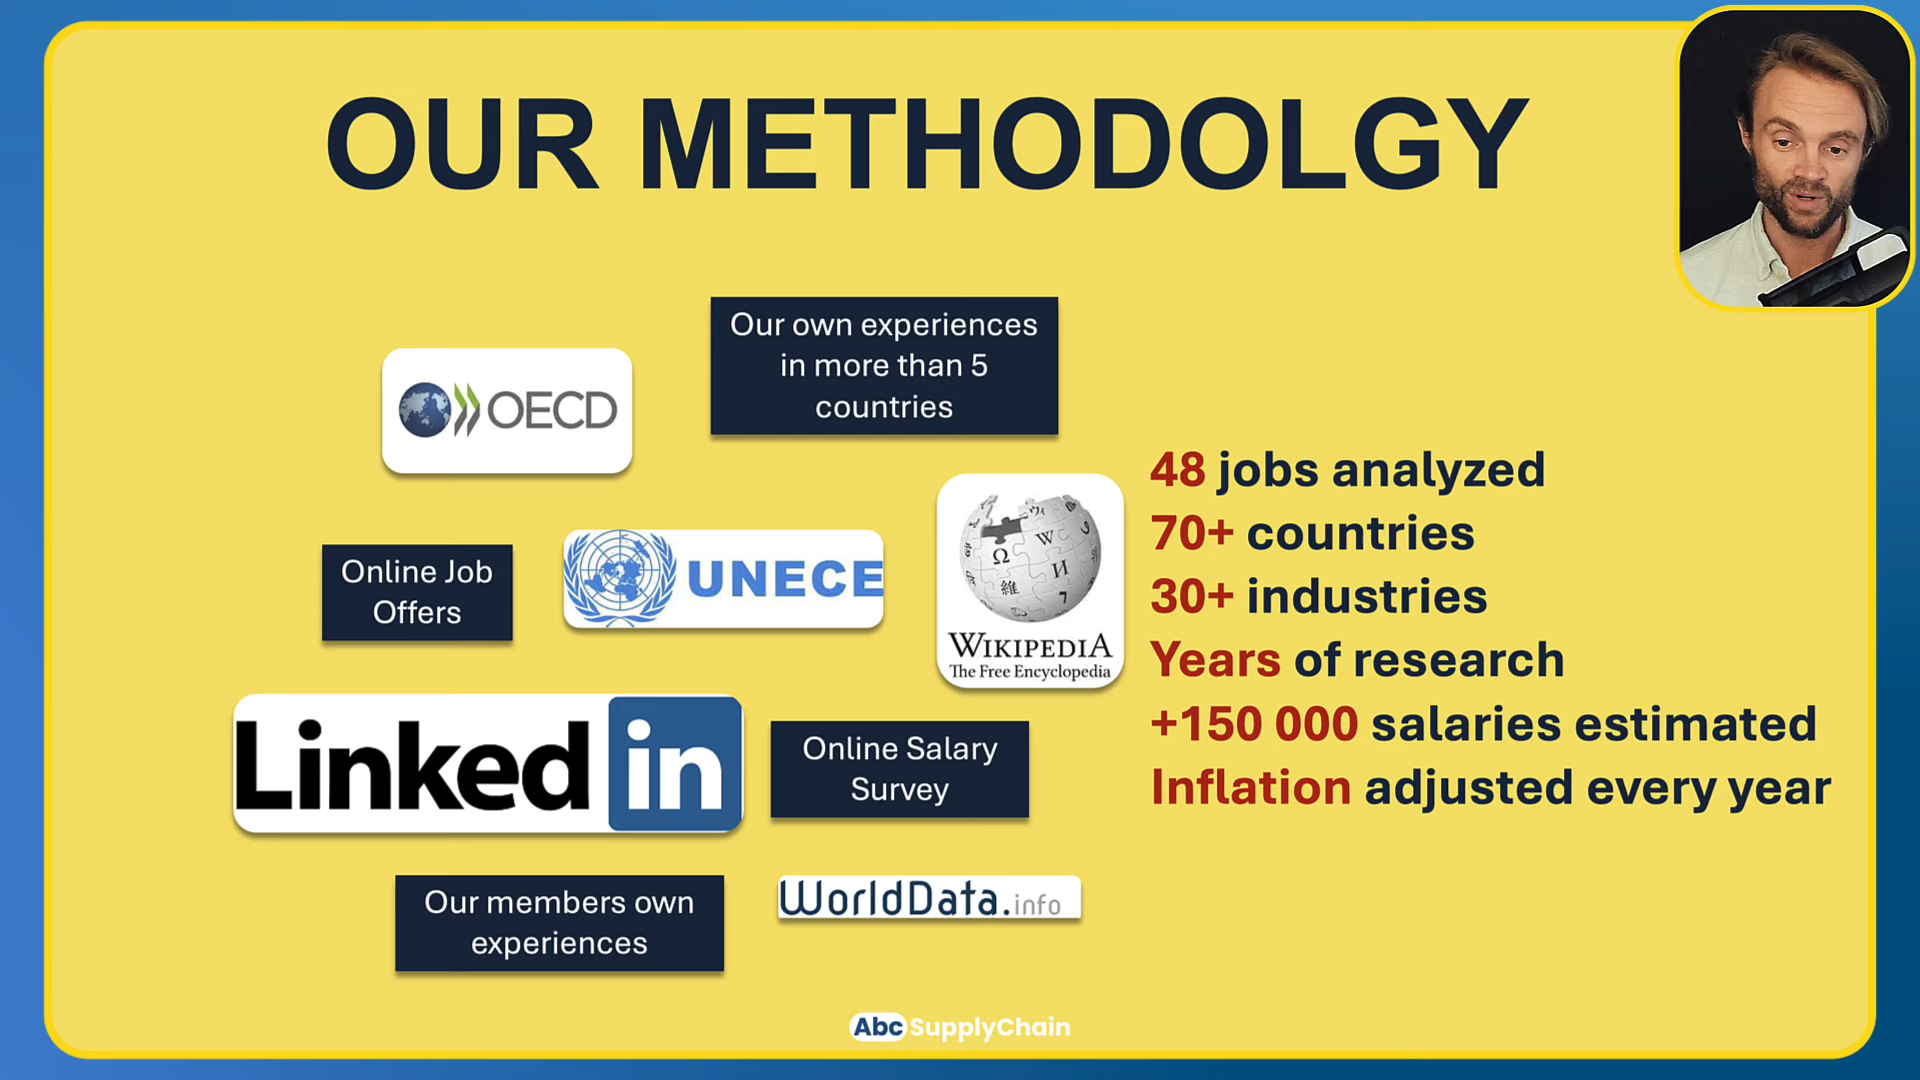 OUR METHODOLGY
Our own experiences
in more than 5
countries
OECD
Online Job
Offers
UNECE
Ω
W
И
維
7
WIKIPEDIA
The Free Encyclopedia
48 jobs analyzed
70+ countries
30+ industries
Years of research
+150 000 salaries estimated
Inflation adjusted every year
Linked in
Online Salary
Survey
Our members own
experiences
WorldData.info
Abc SupplyChain